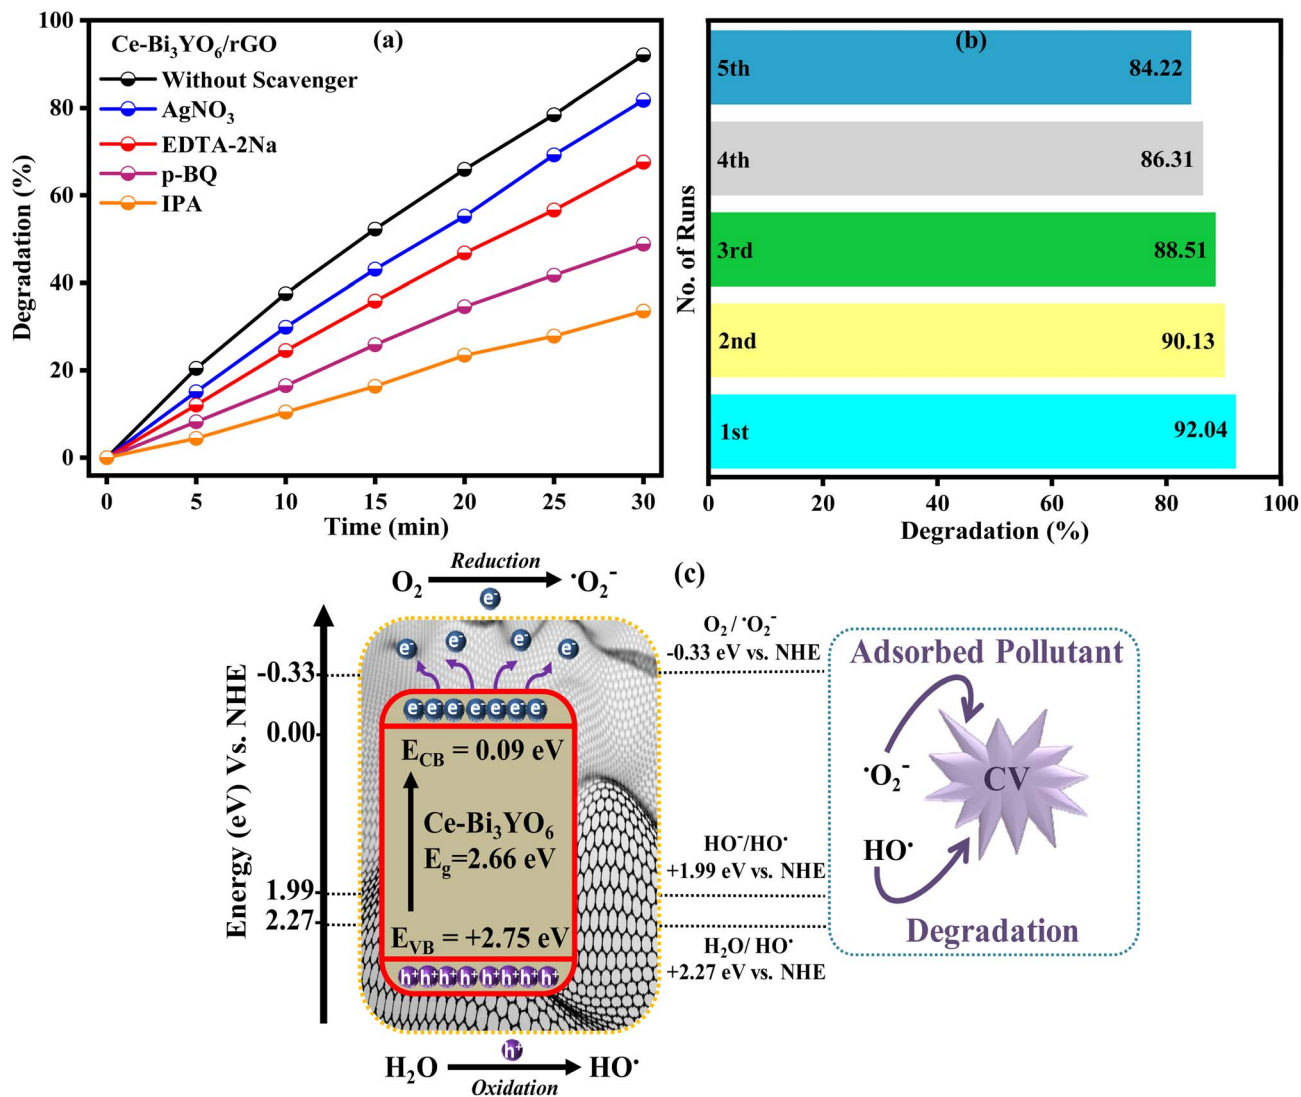 (a)
Ce-Bi₃YO₆/rGO
Without Scavenger
AgNO₃
EDTA-2Na
p-BQ
IPA
Degradation (%)
100
80
60
40
20
0
0 5 10 15 20 25 30
Time (min)
(b)
No. of Runs
5th 84.22
4th 86.31
3rd 88.51
2nd 90.13
1st 92.04
0 20 40 60 80 100
Degradation (%)
(c)
Reduction
O₂ ˙O₂⁻
e⁻
e⁻ e⁻ e⁻ e⁻
Energy (eV) Vs. NHE
-0.33
0.00
1.99
2.27
e⁻ e⁻ e⁻ e⁻ e⁻ e⁻ e⁻
E_CB = 0.09 eV
Ce-Bi₃YO₆
E_g=2.66 eV
E_VB = +2.75 eV
h⁺ h⁺ h⁺ h⁺ h⁺ h⁺ h⁺ h⁺
h⁺
H₂O HO˙
Oxidation
O₂ / ˙O₂⁻
-0.33 eV vs. NHE
HO⁻/HO˙
+1.99 eV vs. NHE
H₂O/ HO˙
+2.27 eV vs. NHE
Adsorbed Pollutant
˙O₂⁻
CV
HO˙
Degradation